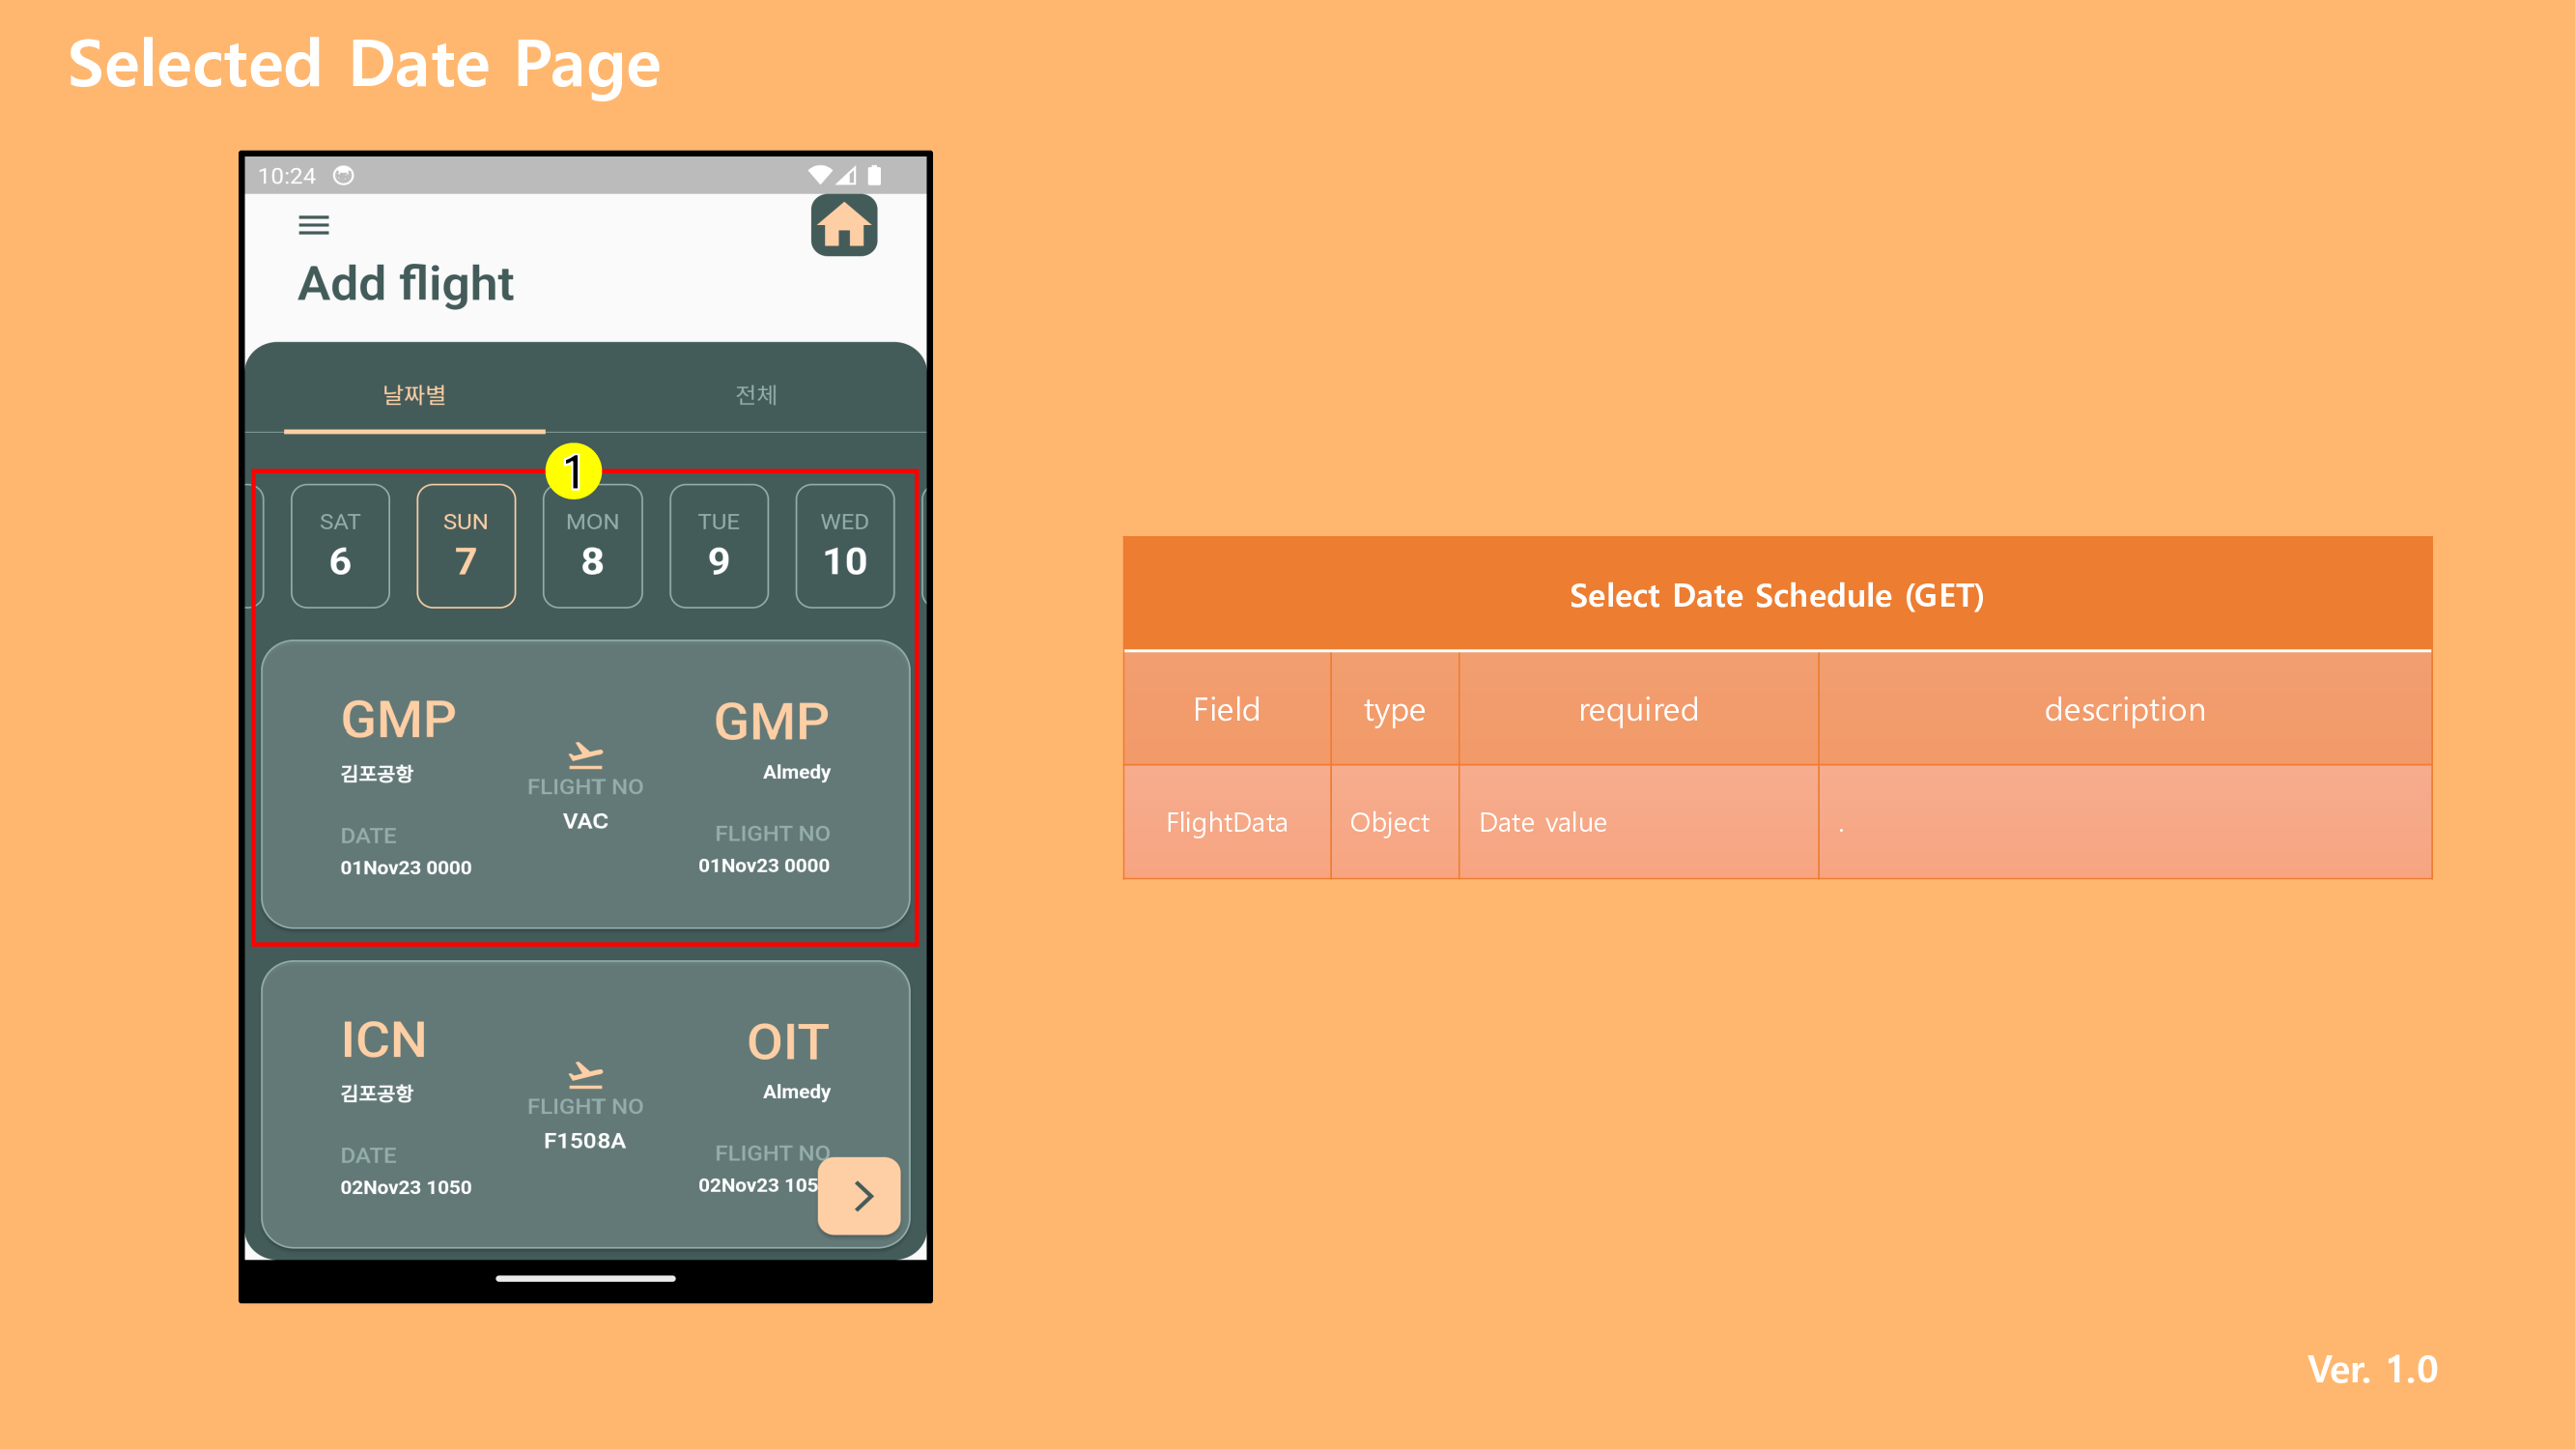 Selected Date Page
10:24
Add flight
날짜별 전체
1
SAT SUN MON TUE WED
6 7 8 9 10
GMP GMP
김포공항 Almedy
FLIGHT NO
VAC
DATE FLIGHT NO
01Nov23 0000 01Nov23 0000
ICN OIT
김포공항 Almedy
FLIGHT NO
F1508A
DATE FLIGHT NO
02Nov23 1050 02Nov23 105
Select Date Schedule (GET)
Field type required description
FlightData Object Date value .
Ver. 1.0